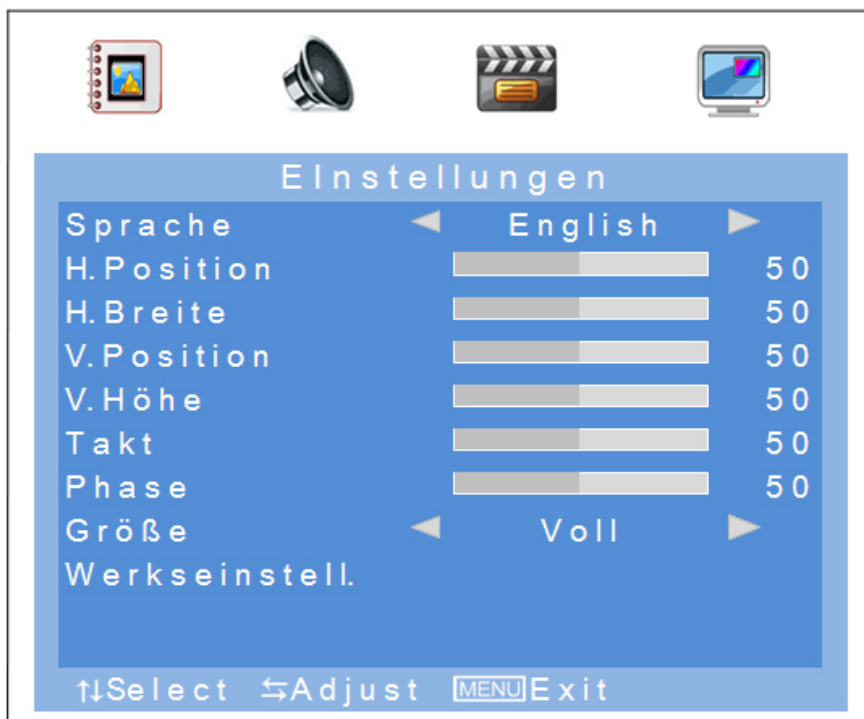 EInstellungen
Sprache English
H.Position 50
H.Breite 50
V.Position 50
V.Höhe 50
Takt 50
Phase 50
Größe Voll
Werkseinstell.
↑↓Select ⇆Adjust MENU Exit